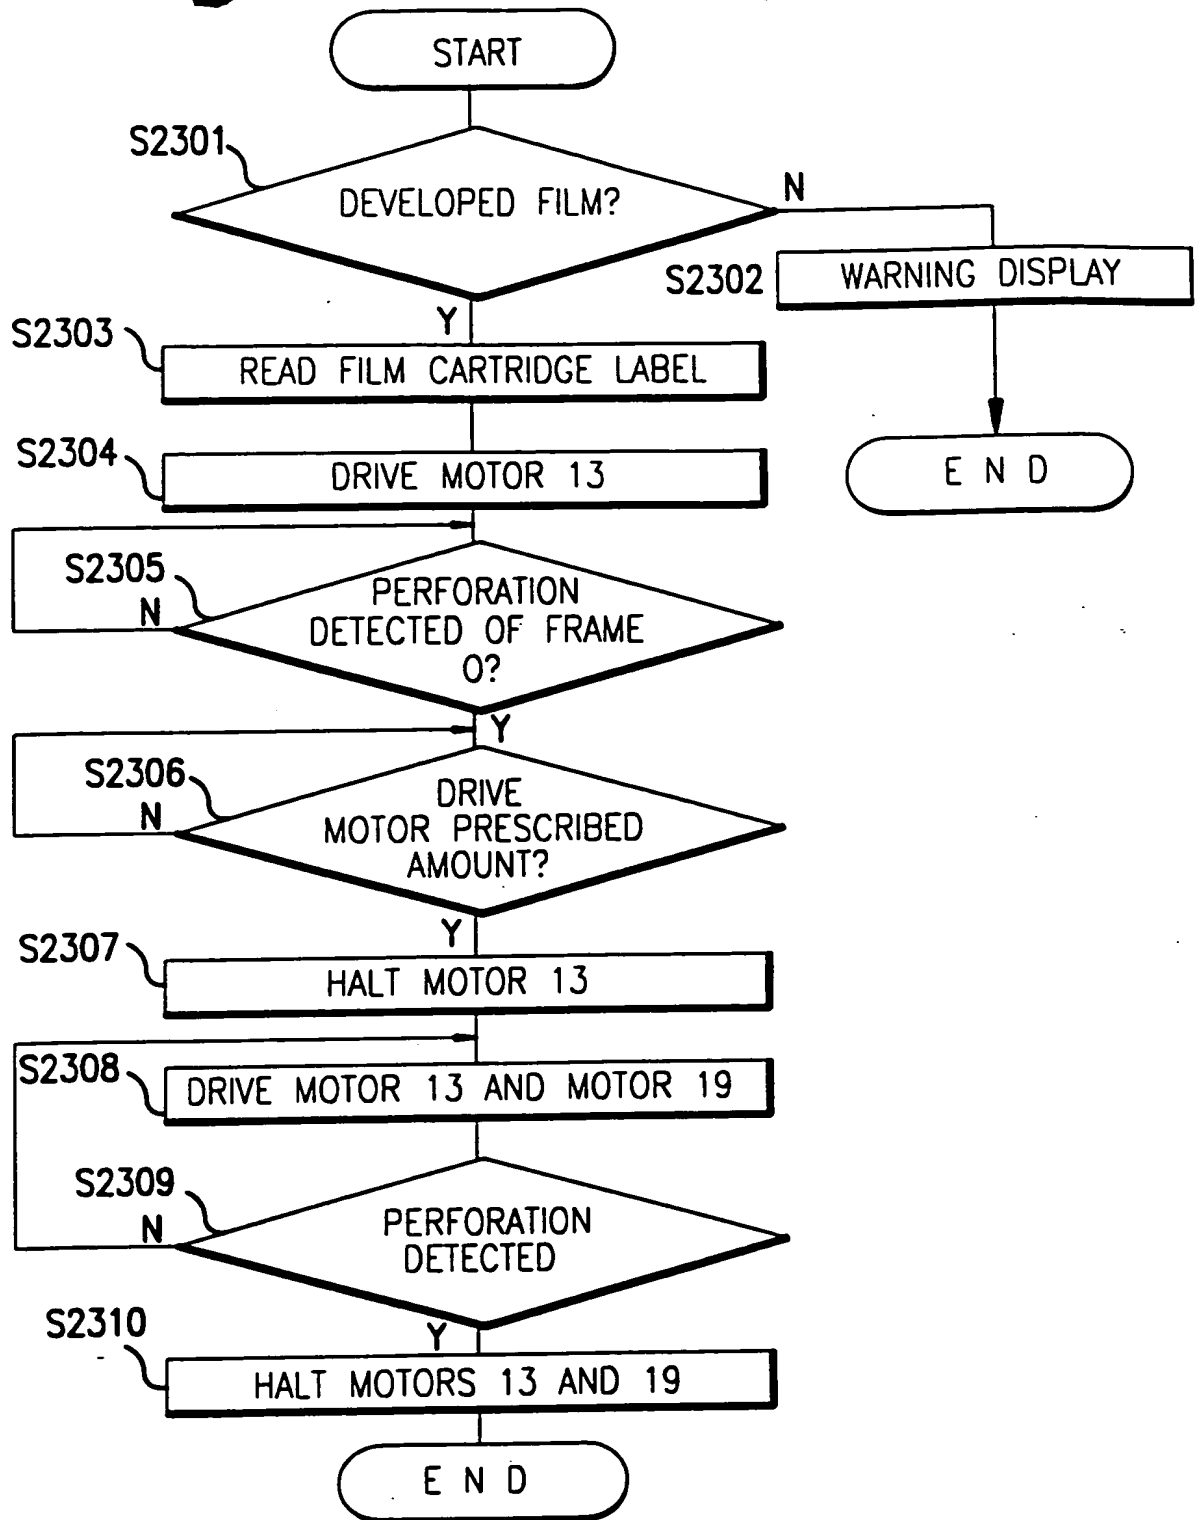 START
S2301
DEVELOPED FILM?
N
S2302
WARNING DISPLAY
Y
S2303
READ FILM CARTRIDGE LABEL
E N D
S2304
DRIVE MOTOR 13
S2305
N
PERFORATION
DETECTED OF FRAME
0?
Y
S2306
N
DRIVE
MOTOR PRESCRIBED
AMOUNT?
Y
S2307
HALT MOTOR 13
S2308
DRIVE MOTOR 13 AND MOTOR 19
S2309
N
PERFORATION
DETECTED
Y
S2310
HALT MOTORS 13 AND 19
E N D